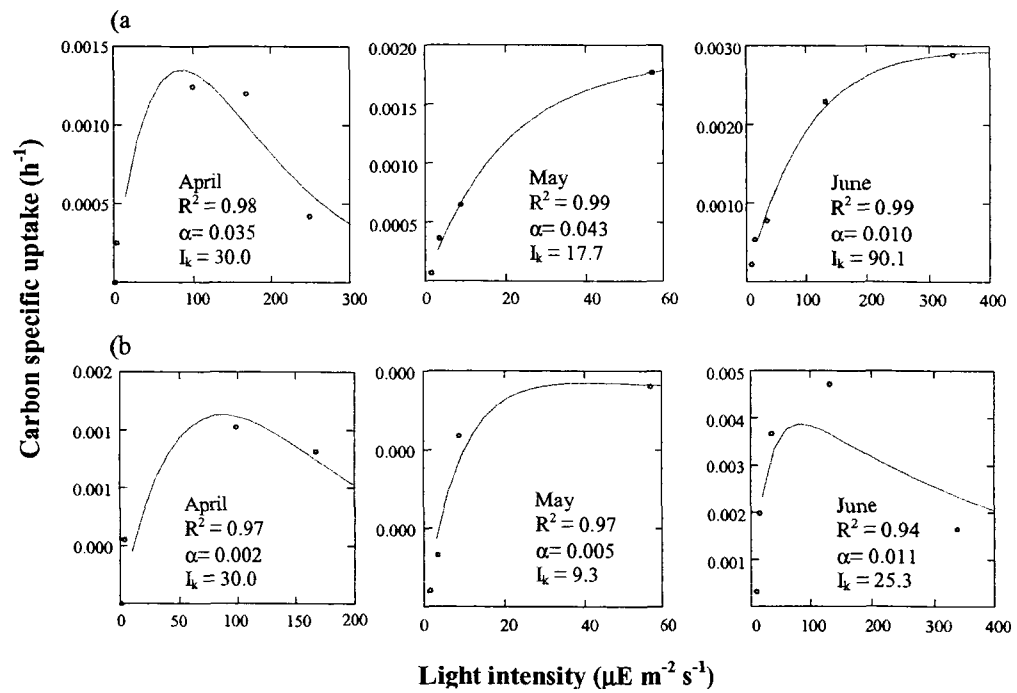 (a
Carbon specific uptake (h⁻¹)
0.0015
0.0010
0.0005
0
100
200
300
April
R² = 0.98
α= 0.035
Iₖ = 30.0
0.0020
0.0015
0.0010
0.0005
0
20
40
60
May
R² = 0.99
α= 0.043
Iₖ = 17.7
0.0030
0.0020
0.0010
0
100
200
300
400
June
R² = 0.99
α= 0.010
Iₖ = 90.1
(b
0.002
0.001
0.001
0.000
0
50
100
150
200
April
R² = 0.97
α= 0.002
Iₖ = 30.0
0.000
0.000
0.000
0
20
40
60
May
R² = 0.97
α= 0.005
Iₖ = 9.3
0.005
0.004
0.003
0.002
0.001
0
100
200
300
400
June
R² = 0.94
α= 0.011
Iₖ = 25.3
Light intensity (µE m⁻² s⁻¹)